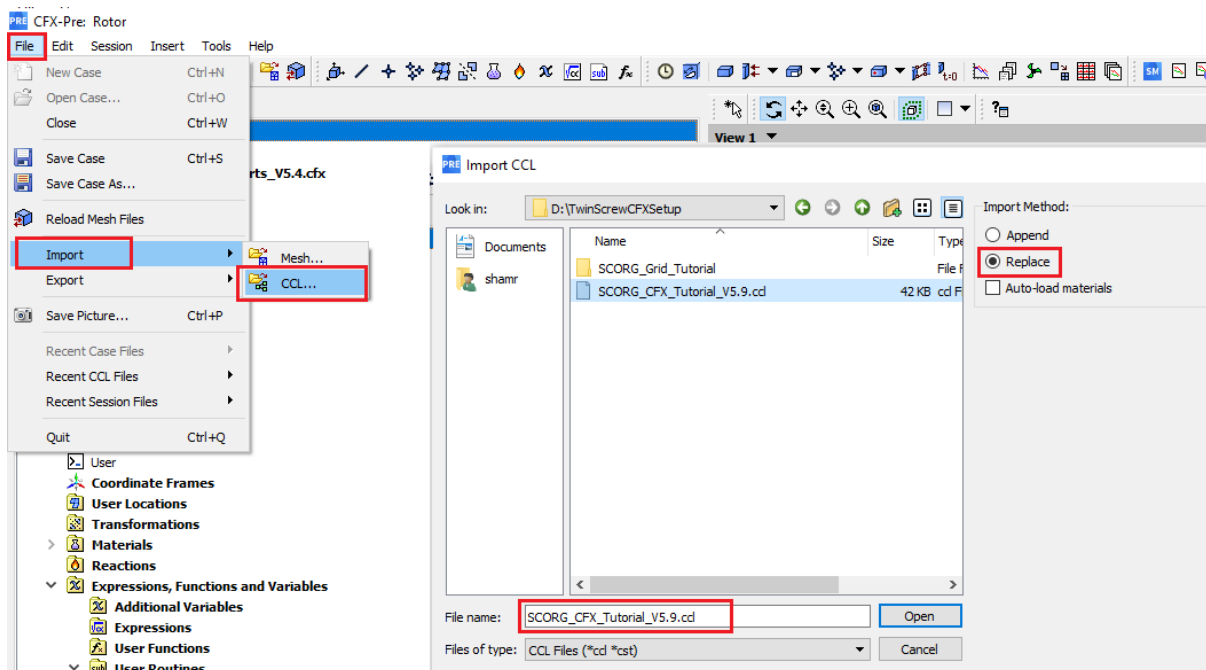 PRE CFX-Pre: Rotor
File Edit Session Insert Tools Help
New Case Ctrl+N
Open Case... Ctrl+O
Close Ctrl+W
Save Case Ctrl+S
Save Case As...
Reload Mesh Files
Import
Export
Save Picture... Ctrl+P
Recent Case Files
Recent CCL Files
Recent Session Files
Quit Ctrl+Q
Mesh...
CCL...
rts_V5.4.cfx
View 1
User
Coordinate Frames
User Locations
Transformations
Materials
Reactions
Expressions, Functions and Variables
Additional Variables
Expressions
User Functions
User Routines
PRE Import CCL
Look in: D:\TwinScrewCFXSetup
Documents
shamr
Name Size Type
SCORG_Grid_Tutorial File F
SCORG_CFX_Tutorial_V5.9.ccl 42 KB ccl F
File name: SCORG_CFX_Tutorial_V5.9.ccl Open
Files of type: CCL Files (*ccl *cst) Cancel
Import Method:
Append
Replace
Auto-load materials